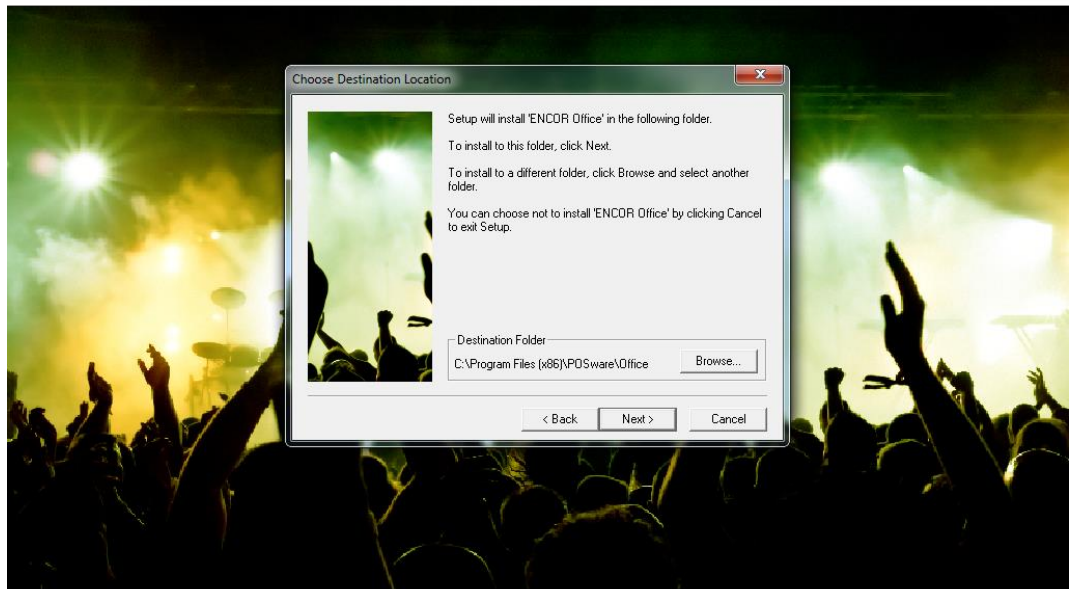 Choose Destination Location
Setup will install 'ENCOR Office' in the following folder.
To install to this folder, click Next.
To install to a different folder, click Browse and select another
folder.
You can choose not to install 'ENCOR Office' by clicking Cancel
to exit Setup.
Destination Folder
C:\Program Files (x86)\POSware\Office
Browse...
< Back
Next >
Cancel